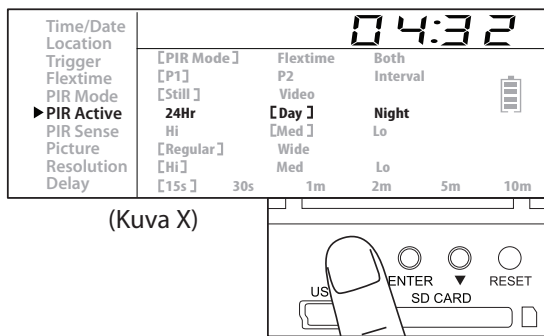 04:32
Time/Date
Location
Trigger [PIR Mode] Flextime Both
Flextime [P1] P2 Interval
PIR Mode [Still ] Video
▶PIR Active 24Hr [Day ] Night
PIR Sense Hi [Med ] Lo
Picture [Regular] Wide
Resolution [Hi] Med Lo
Delay [15s ] 30s 1m 2m 5m 10m
(Kuva X)
ENTER ▼ RESET
US
SD CARD